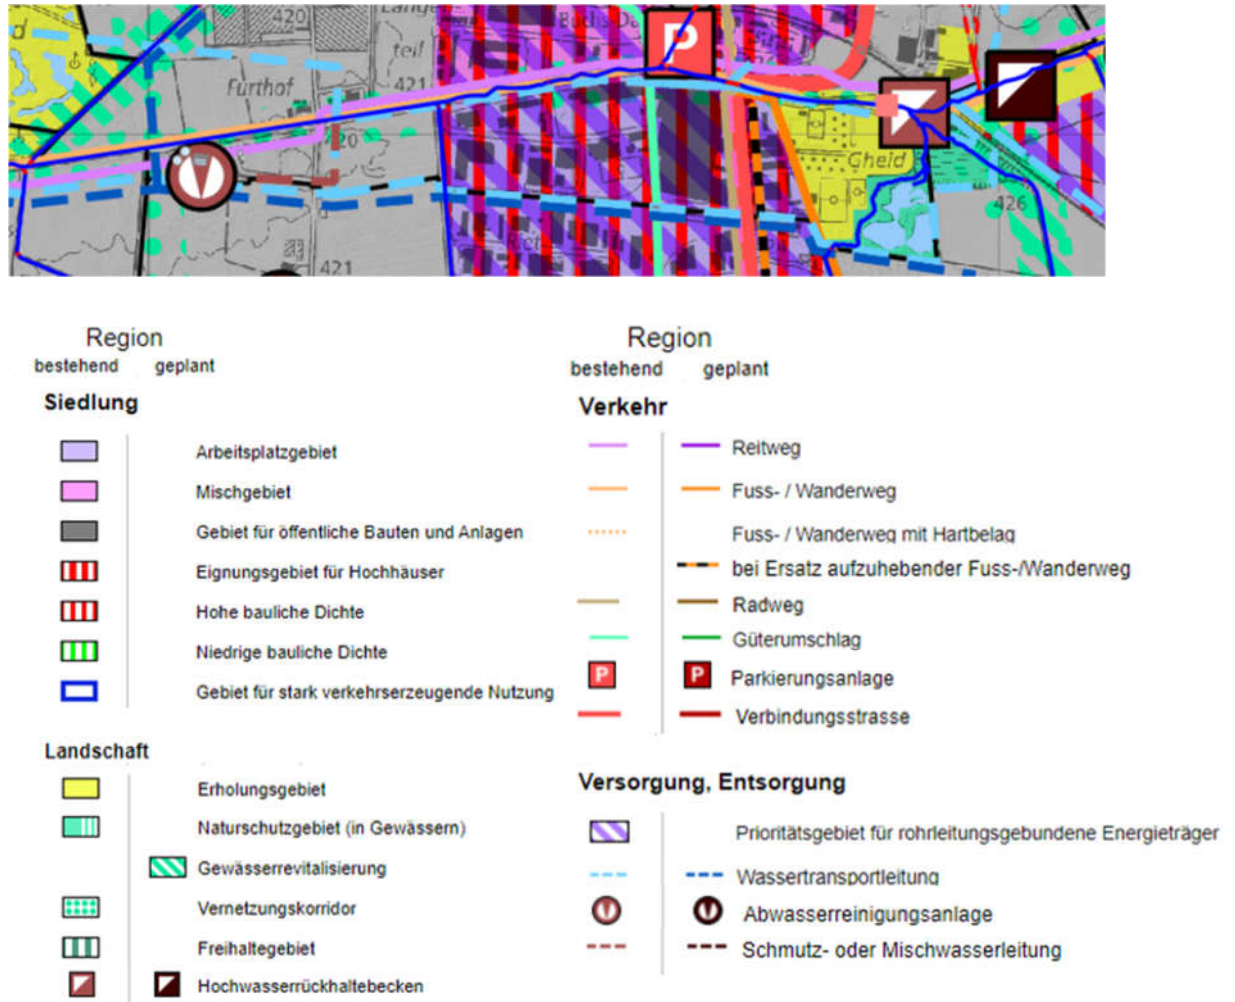 420
Furthof
teil
421
P
Gheid
426
421
Region
bestehend geplant
Siedlung
Arbeitsplatzgebiet
Mischgebiet
Gebiet für öffentliche Bauten und Anlagen
Eignungsgebiet für Hochhäuser
Hohe bauliche Dichte
Niedrige bauliche Dichte
Gebiet für stark verkehrserzeugende Nutzung
Landschaft
Erholungsgebiet
Naturschutzgebiet (in Gewässern)
Gewässerrevitalisierung
Vernetzungskorridor
Freihaltegebiet
Hochwasserrückhaltebecken
Region
bestehend geplant
Verkehr
Reitweg
Fuss- / Wanderweg
Fuss- / Wanderweg mit Hartbelag
bei Ersatz aufzuhebender Fuss-/Wanderweg
Radweg
Güterumschlag
P P Parkierungsanlage
Verbindungsstrasse
Versorgung, Entsorgung
Prioritätsgebiet für rohrleitungsgebundene Energieträger
Wassertransportleitung
Abwasserreinigungsanlage
Schmutz- oder Mischwasserleitung